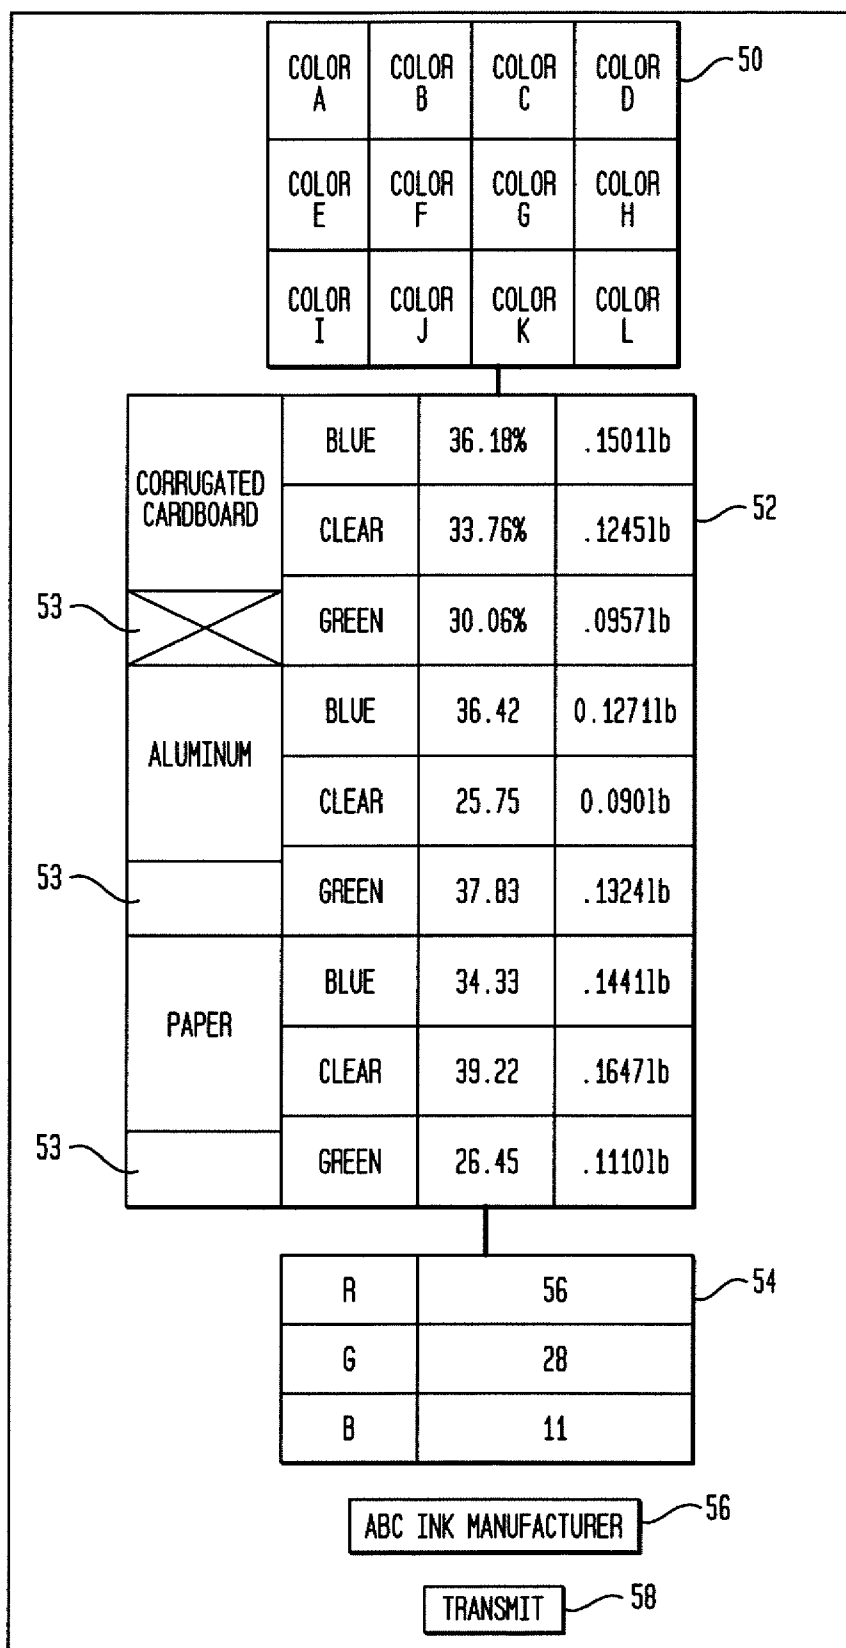 COLOR A
COLOR B
COLOR C
COLOR D
50
COLOR E
COLOR F
COLOR G
COLOR H
COLOR I
COLOR J
COLOR K
COLOR L
CORRUGATED
CARDBOARD
BLUE 36.18% .1501lb
52
CLEAR 33.76% .1245lb
53
GREEN 30.06% .0957lb
ALUMINUM
BLUE 36.42 0.1271lb
CLEAR 25.75 0.090lb
53
GREEN 37.83 .1324lb
PAPER
BLUE 34.33 .1441lb
CLEAR 39.22 .1647lb
53
GREEN 26.45 .1110lb
R 56
54
G 28
B 11
ABC INK MANUFACTURER
56
TRANSMIT
58